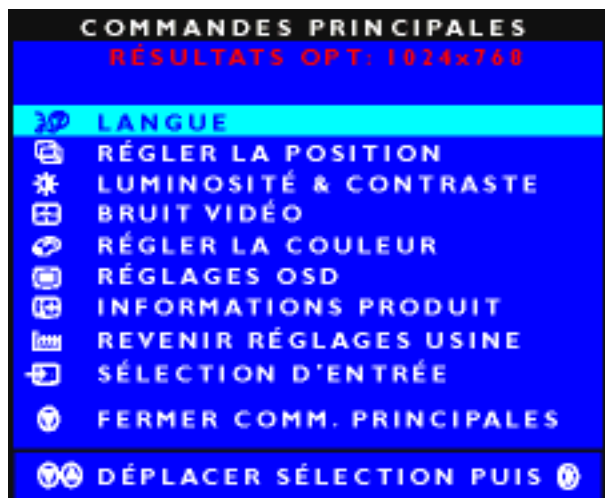 COMMANDES PRINCIPALES
RÉSULTATS OPT: 1024x768
LANGUE
RÉGLER LA POSITION
LUMINOSITÉ & CONTRASTE
BRUIT VIDÉO
RÉGLER LA COULEUR
RÉGLAGES OSD
INFORMATIONS PRODUIT
REVENIR RÉGLAGES USINE
SÉLECTION D'ENTRÉE
FERMER COMM. PRINCIPALES
DÉPLACER SÉLECTION PUIS